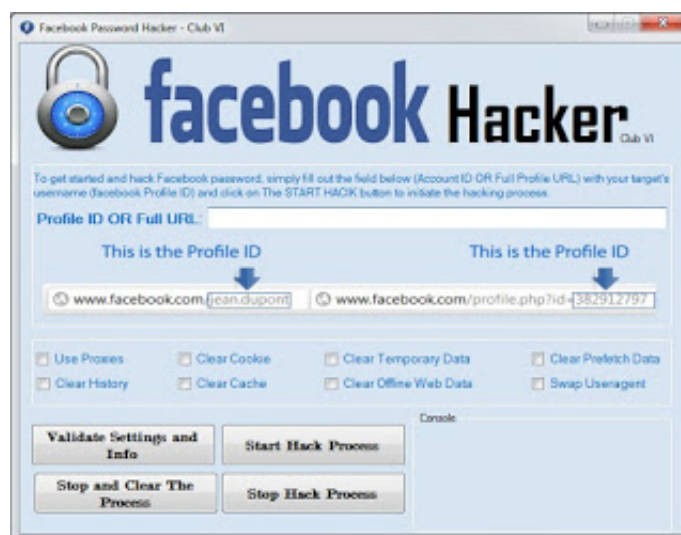 Facebook Password Hacker - Club VI
facebook Hacker
Club VI
To get started and hack Facebook password, simply fill out the field below (Account ID OR Full Profile URL) with your target's
username (facebook Profile ID) and click on The START HACIK button to initiate the hacking
process.
Profile ID OR Full URL:
This is the Profile ID This is the Profile ID
www.facebook.com/jean.dupont www.facebook.com/profile.php?id=382912797
Use Proxies Clear Cookie Clear Temporary Data Clear Prefetch Data
Clear History Clear Cache Clear Offline Web Data Swap Useragent
Console
Validate Settings and
Info
Start Hack Process
Stop and Clear The
Process
Stop Hack Process